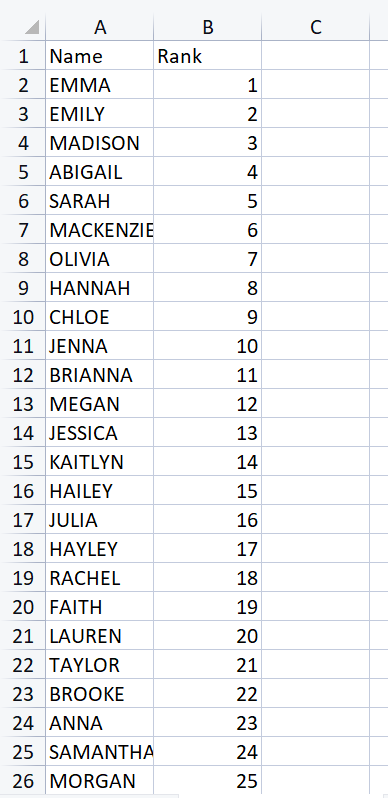 A B C
1 Name Rank
2 EMMA 1
3 EMILY 2
4 MADISON 3
5 ABIGAIL 4
6 SARAH 5
7 MACKENZIE 6
8 OLIVIA 7
9 HANNAH 8
10 CHLOE 9
11 JENNA 10
12 BRIANNA 11
13 MEGAN 12
14 JESSICA 13
15 KAITLYN 14
16 HAILEY 15
17 JULIA 16
18 HAYLEY 17
19 RACHEL 18
20 FAITH 19
21 LAUREN 20
22 TAYLOR 21
23 BROOKE 22
24 ANNA 23
25 SAMANTHA 24
26 MORGAN 25